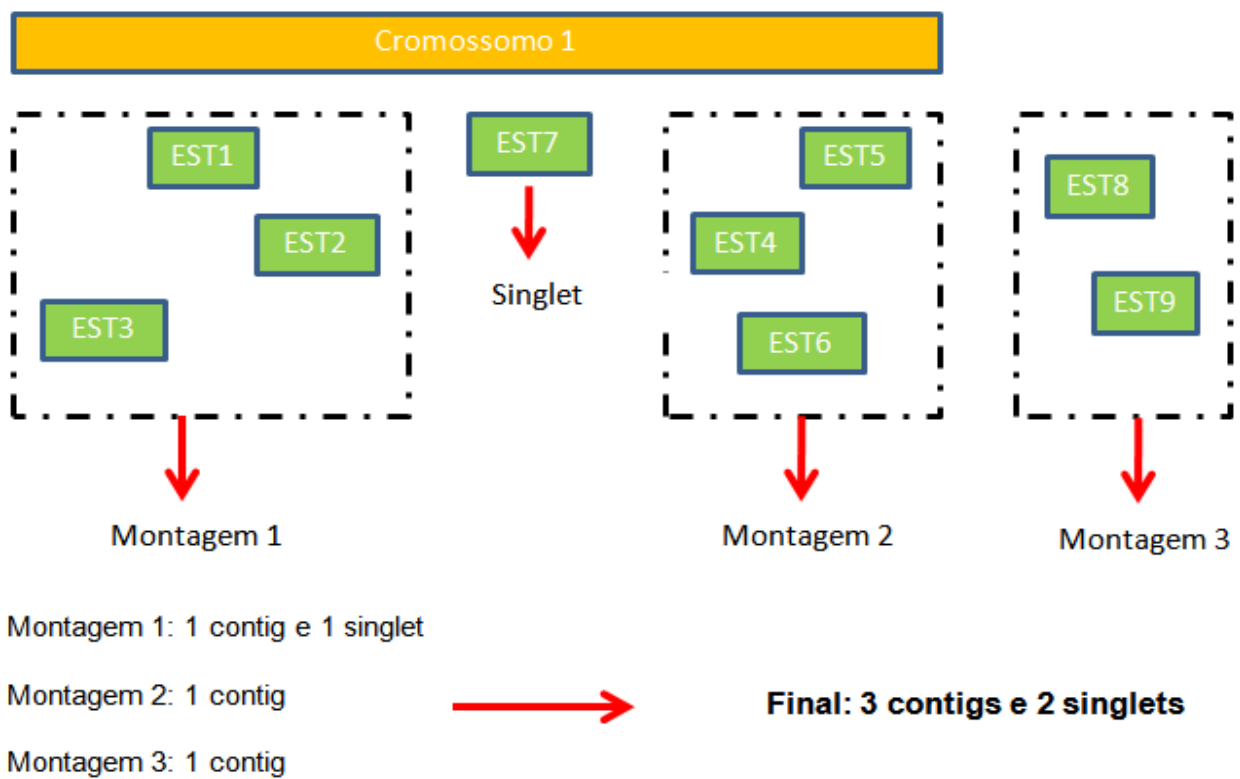 Cromossomo 1
EST1
EST7
EST5
EST8
EST2
EST4
EST9
EST3
EST6
Singlet
Montagem 1
Montagem 2
Montagem 3
Montagem 1: 1 contig e 1 singlet
Montagem 2: 1 contig
Final: 3 contigs e 2 singlets
Montagem 3: 1 contig